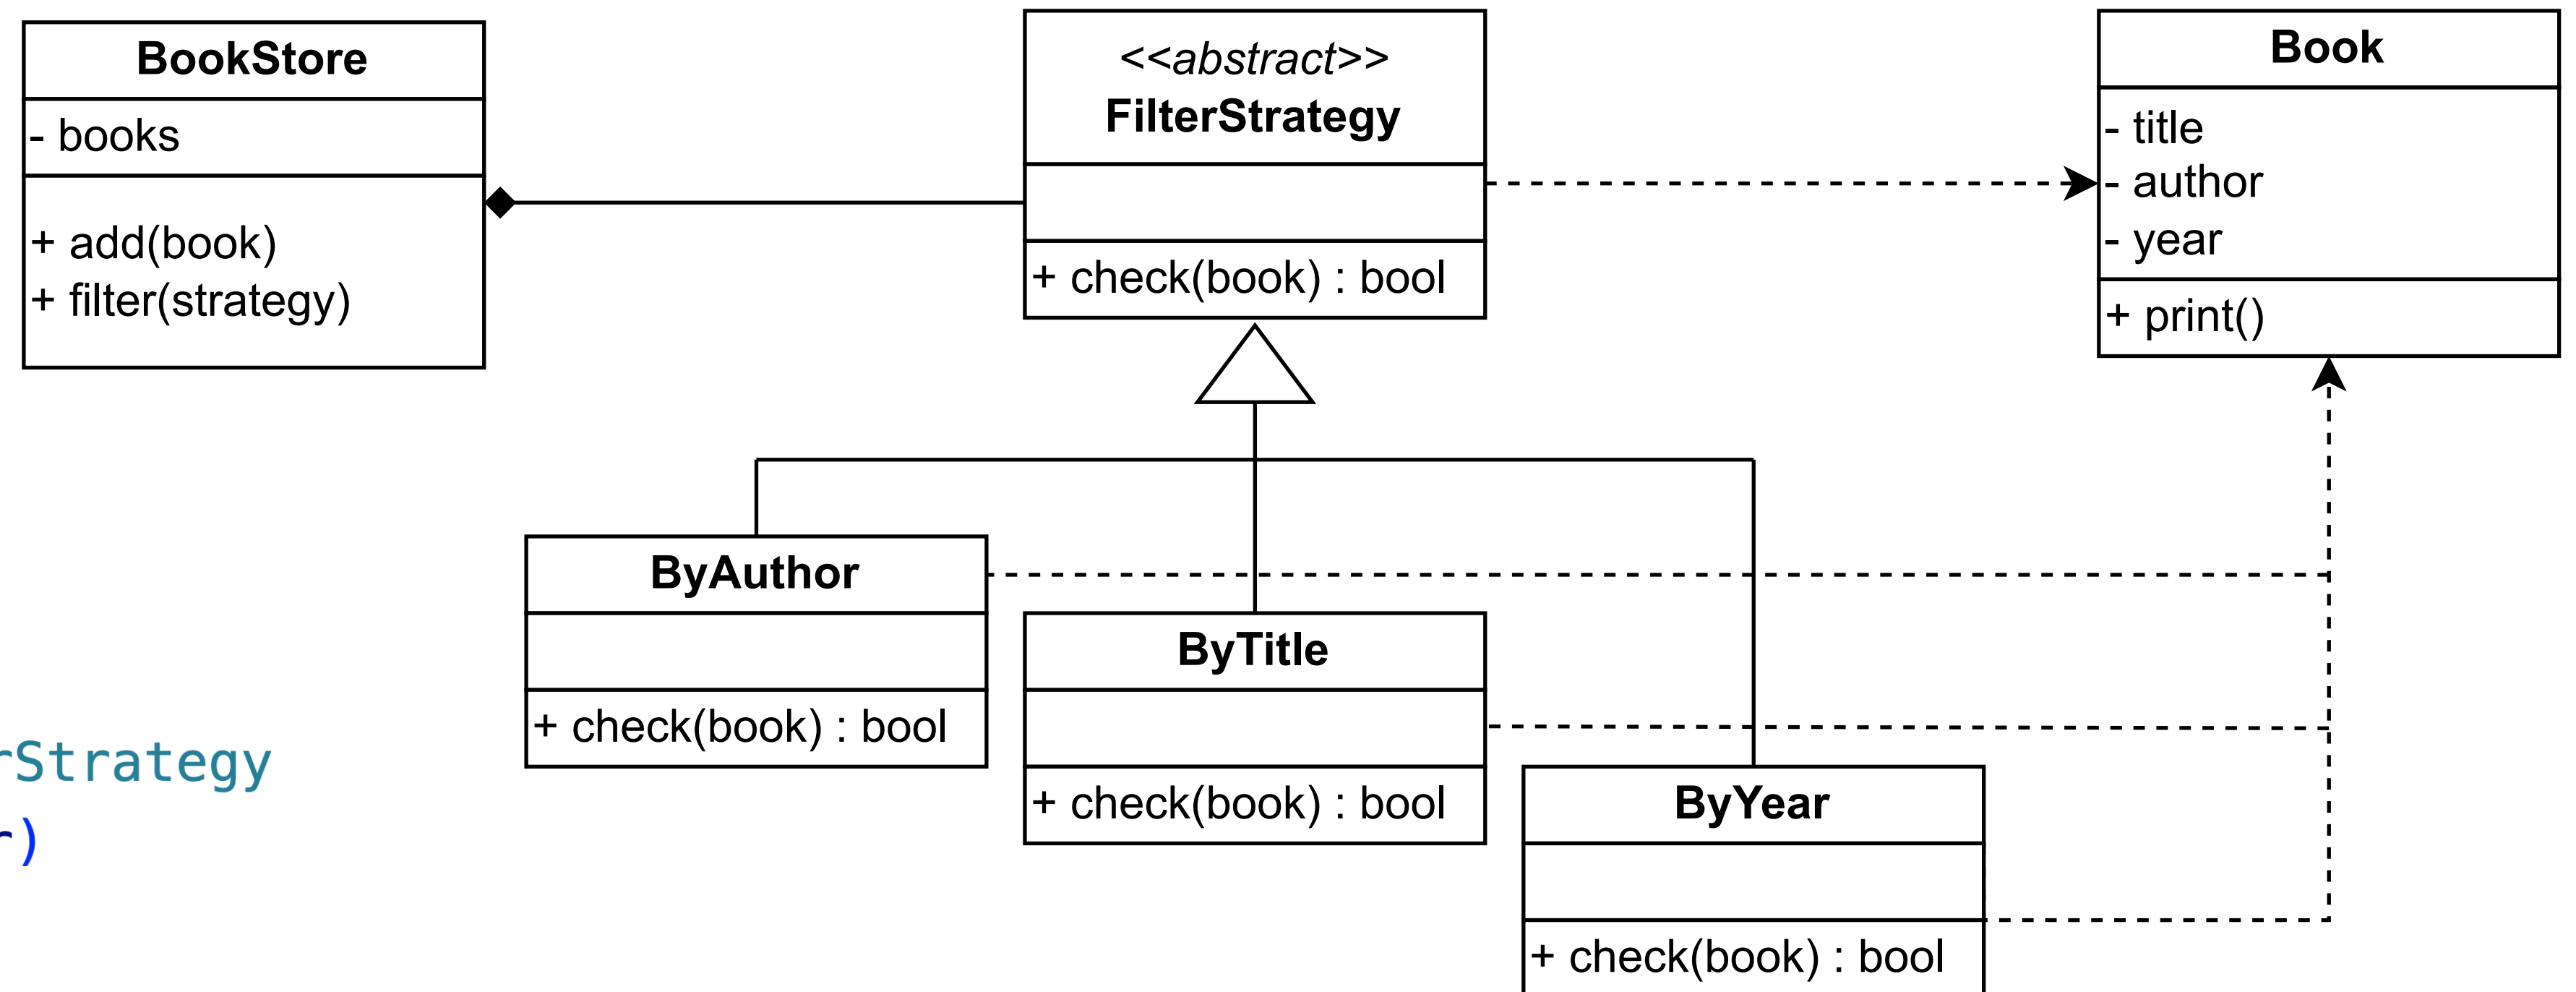 BookStore
- books
+ add(book)
+ filter(strategy)
<<abstract>>
FilterStrategy
+ check(book) : bool
Book
- title
- author
- year
+ print()
ByAuthor
+ check(book) : bool
ByTitle
+ check(book) : bool
ByYear
+ check(book) : bool
rStrategy
r)